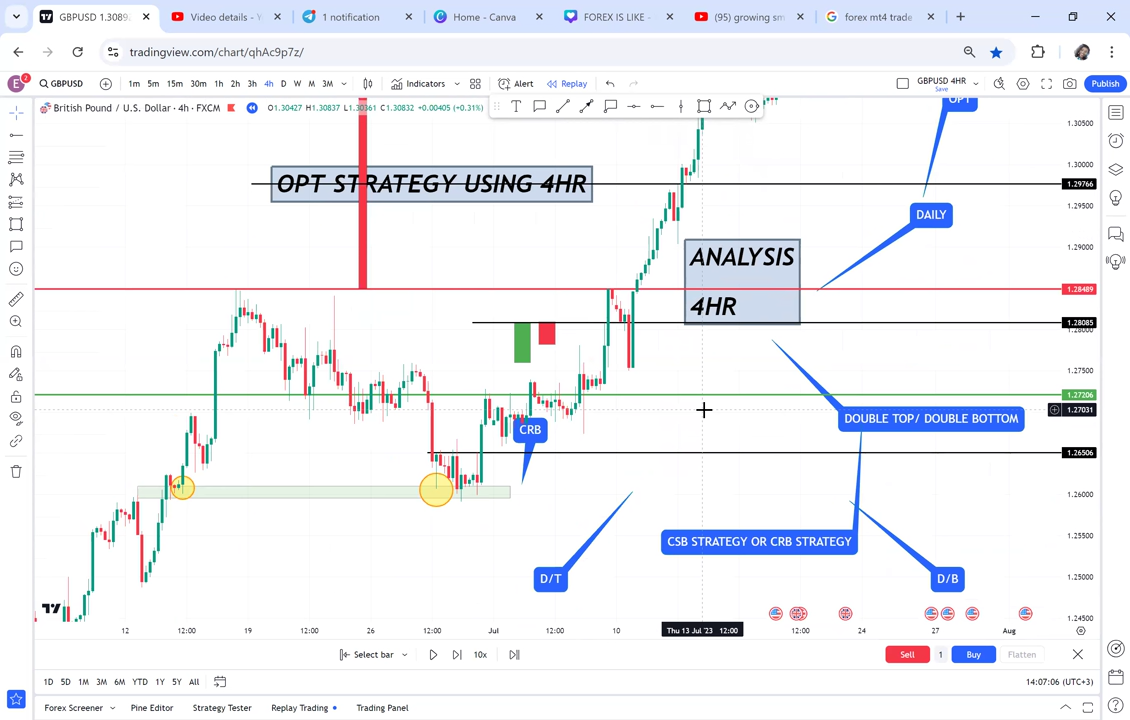 TradingView 1.3089
Video details - Y
1 notification
Home - Canva
FOREX IS LIKE -
(95) growing sm
forex mt4 trade
tradingview.com/chart/qhAc9p7z/
E 2 GBPUSD 1m 5m 15m 30m 1h 2h 3h 4h D W M 3M Indicators Alert Replay GBPUSD 4HR Save Publish
British Pound / U.S. Dollar · 4h · FXCM O1.30427 H1.30837 L1.30361 C1.30832 +0.00405 (+0.31%)
OPT
1.30500
1.30000
OPT STRATEGY USING 4HR
1.29766
1.29500
DAILY
1.29000
ANALYSIS
4HR
1.28489
1.28085
1.28000
1.27500
1.27206
1.27031
DOUBLE TOP/ DOUBLE BOTTOM
CRB
1.26506
1.26000
CSB STRATEGY OR CRB STRATEGY
1.25500
D/T
D/B
1.25000
1.24500
12 12:00 19 12:00 26 12:00 Jul 12:00 10 Thu 13 Jul '23 12:00 12:00 24 27 Aug
Select bar 10x Sell 1 Buy Flatten
1D 5D 1M 3M 6M YTD 1Y 5Y All 14:07:06 (UTC+3)
Forex Screener Pine Editor Strategy Tester Replay Trading Trading Panel